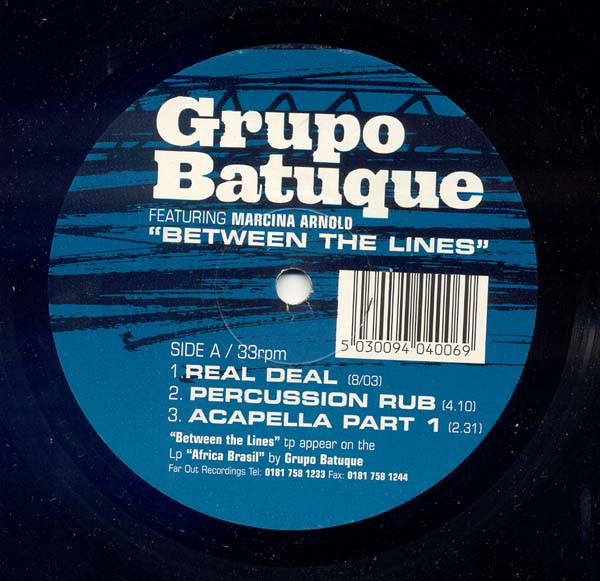 Grupo
Batuque
FEATURING MARCINA ARNOLD
"BETWEEN THE LINES"
5 030094 040069
SIDE A / 33rpm
1. REAL DEAL (8/03)
2. PERCUSSION RUB (4.10)
3. ACAPELLA PART 1 (2.31)
"Between the Lines" tp appear on the
Lp "Africa Brasil" by Grupo Batuque
Far Out Recordings Tel: 0181 758 1233 Fax: 0181 758 1244